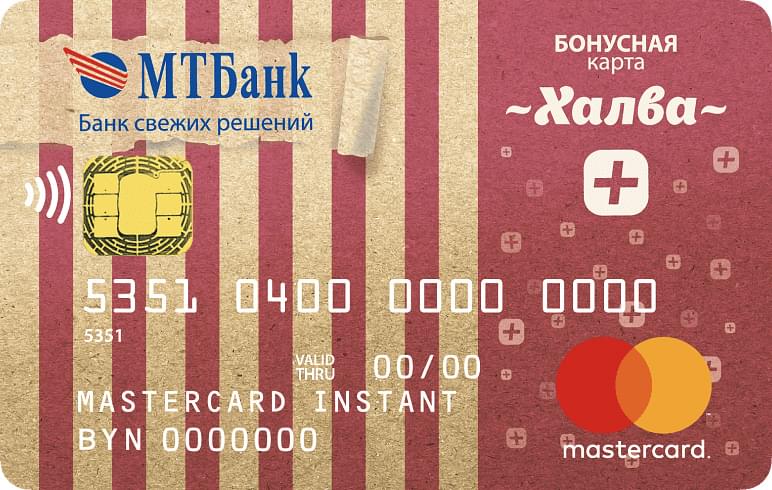 МТБанк
Банк свежих решений
БОНУСНАЯ
карта
~Халва~
5351 0400 0000 0000
5351
VALID
THRU
00/00
MASTERCARD INSTANT
BYN 0000000
mastercard.